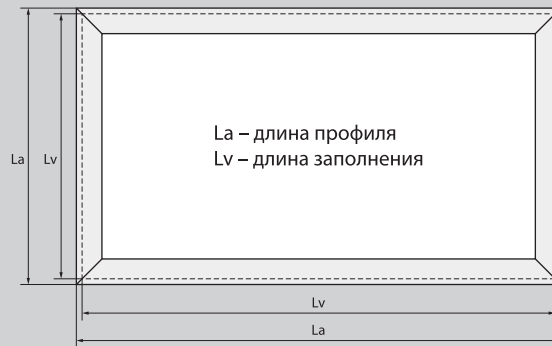 La – длина профиля
Lv – длина заполнения
La
Lv
Lv
La